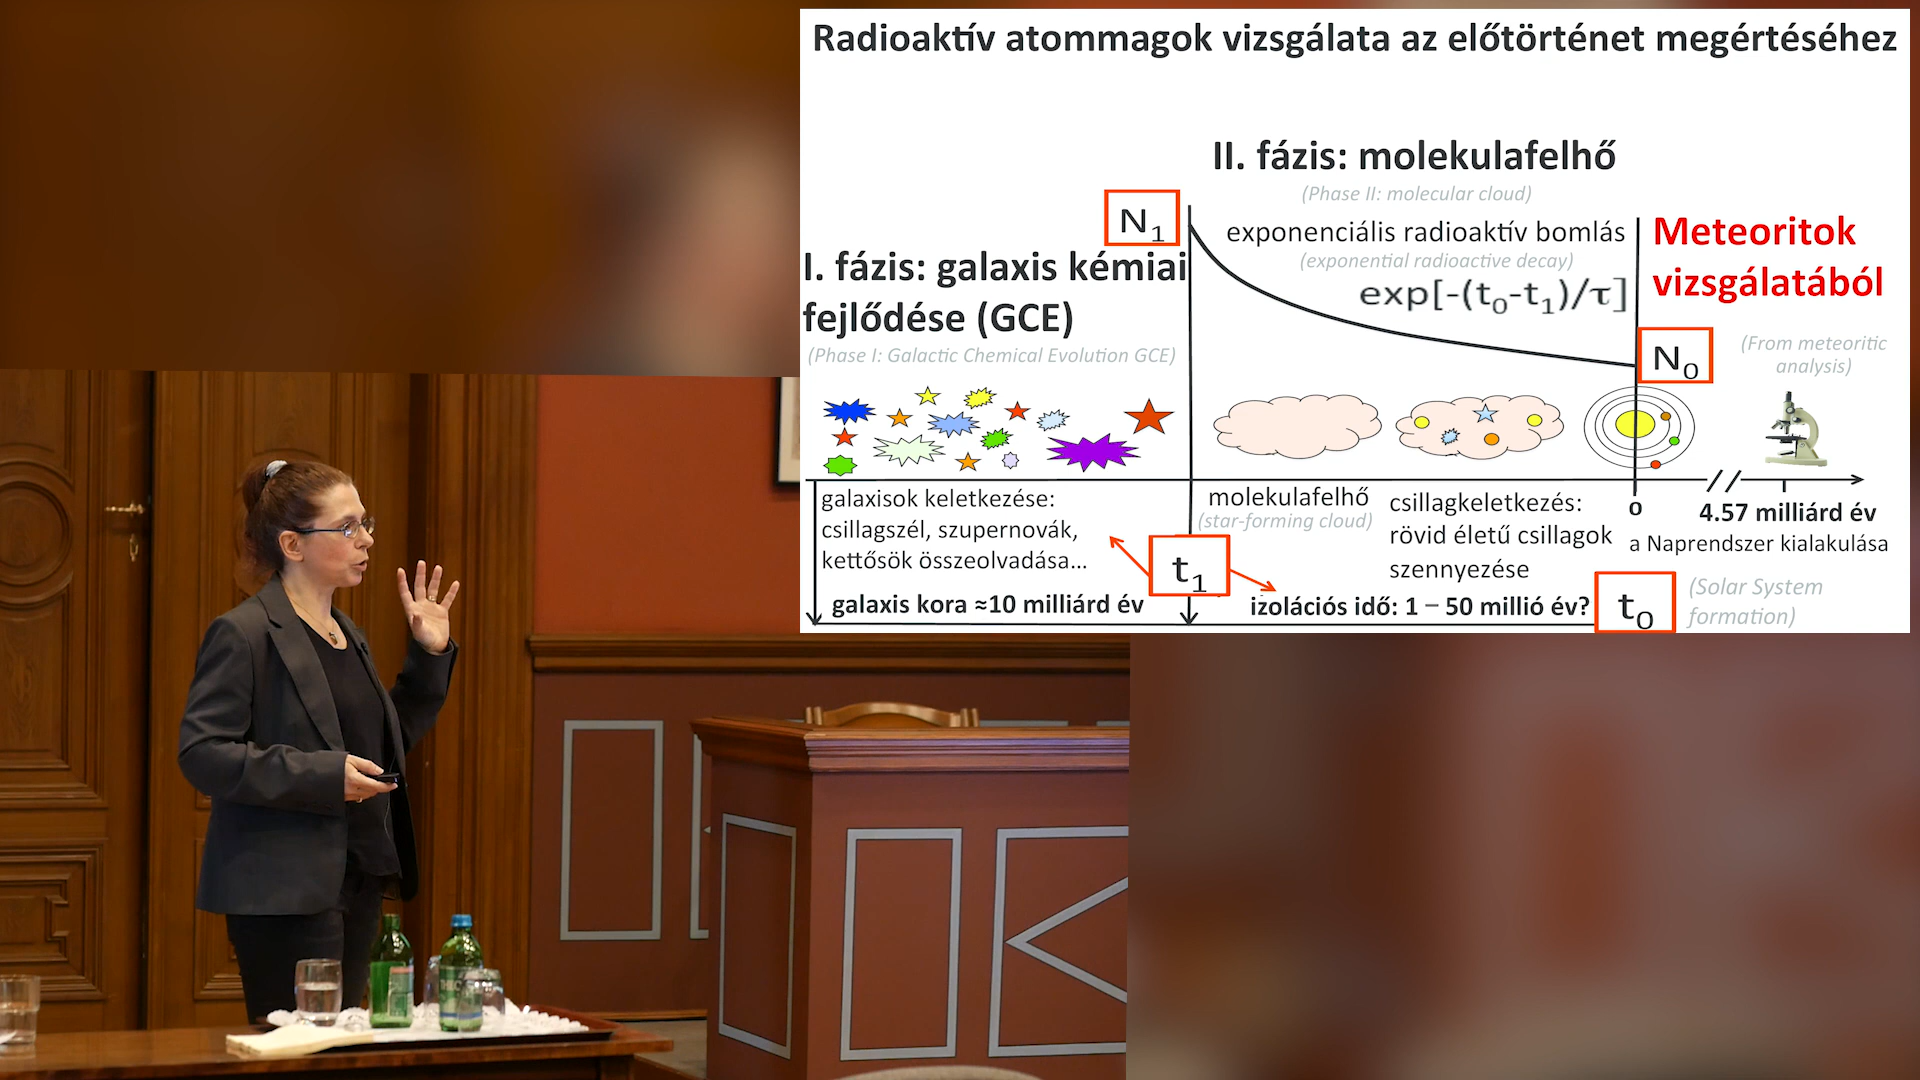 Radioaktív atommagok vizsgálata az előtörténet megértéséhez
II. fázis: molekulafelhő
(Phase II: molecular cloud)
N1
exponenciális radioaktív bomlás
(exponential radioactive decay)
exp[-(t0-t1)/τ]
Meteoritok
vizsgálatából
I. fázis: galaxis kémiai
fejlődése (GCE)
(Phase I: Galactic Chemical Evolution GCE)
N0
(From meteoritic
analysis)
galaxisok keletkezése:
csillagszél, szupernovák,
kettősök összeolvadása...
galaxis kora ≈10 milliárd év
molekulafelhő
(star-forming cloud)
t1
csillagkeletkezés:
rövid életű csillagok
szennyezése
izolációs idő: 1 – 50 millió év?
0
4.57 milliárd év
a Naprendszer kialakulása
t0
(Solar System
formation)